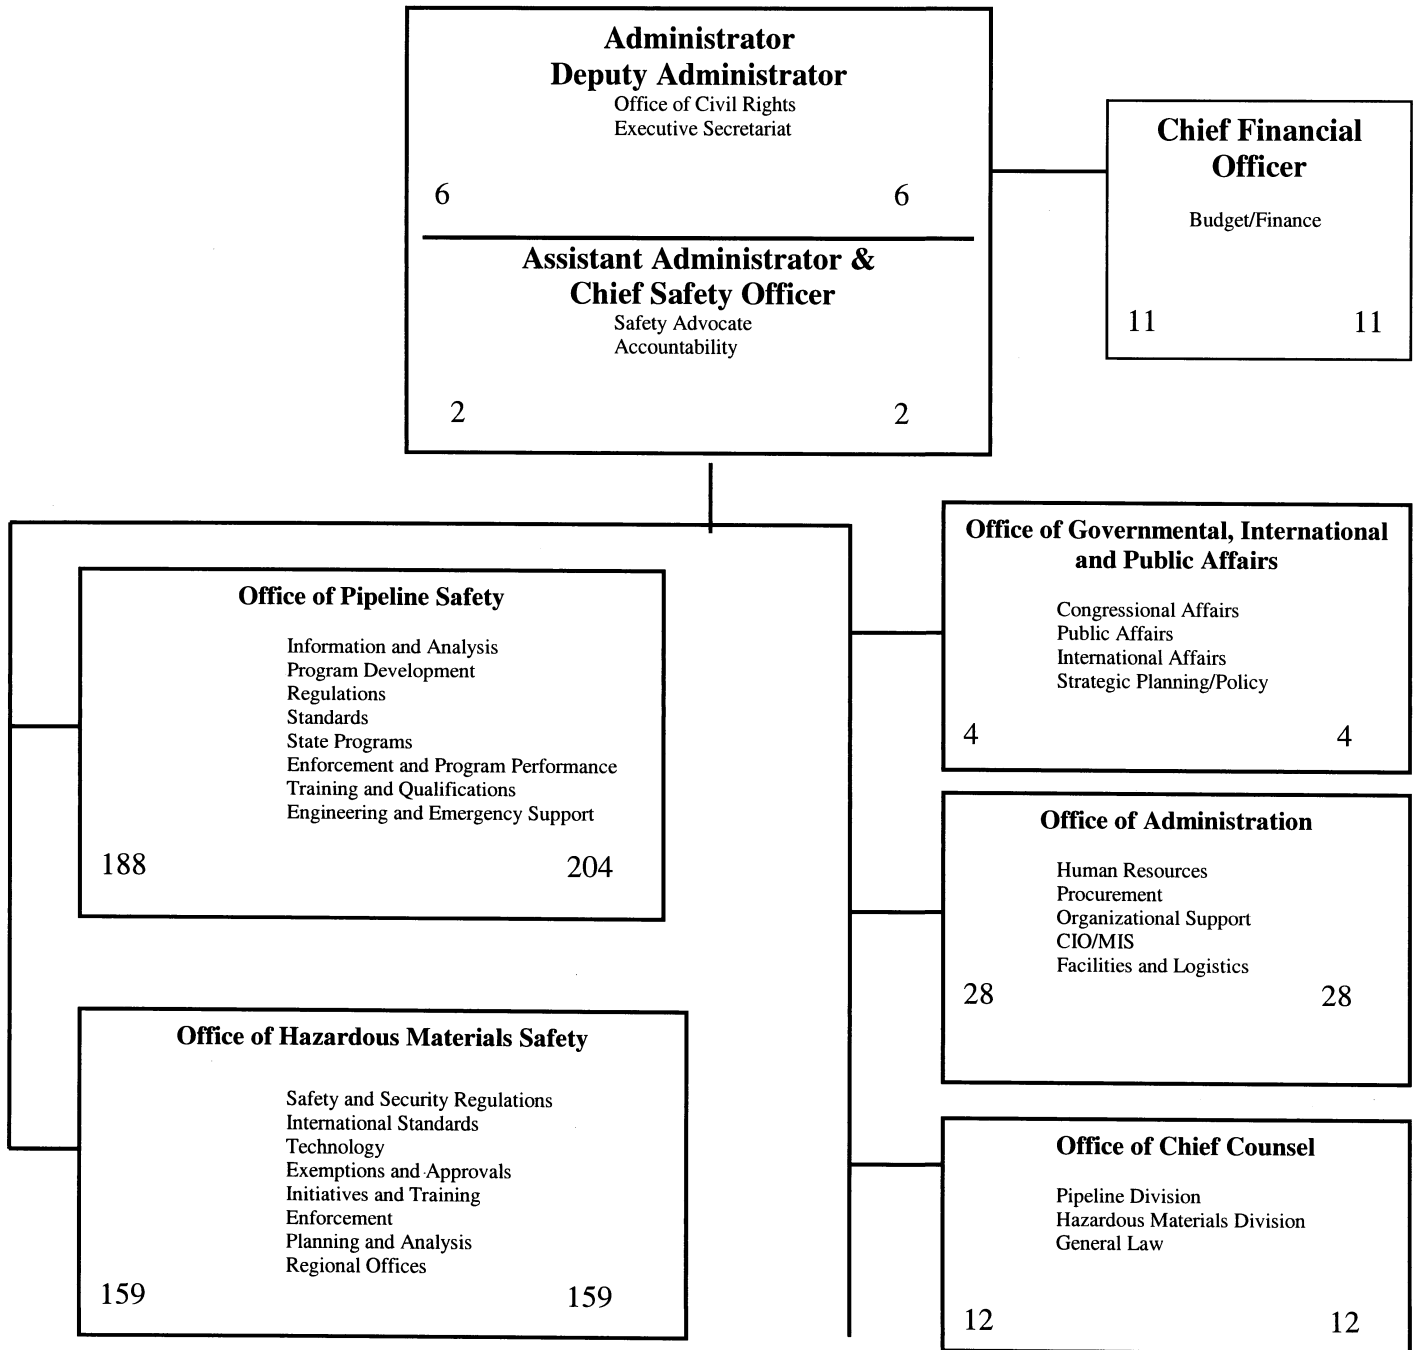 Administrator
Deputy Administrator
Office of Civil Rights
Executive Secretariat
6 6
Assistant Administrator &
Chief Safety Officer
Safety Advocate
Accountability
2 2
Chief Financial
Officer
Budget/Finance
11 11
Office of Pipeline Safety
Information and Analysis
Program Development
Regulations
Standards
State Programs
Enforcement and Program Performance
Training and Qualifications
Engineering and Emergency Support
188 204
Office of Hazardous Materials Safety
Safety and Security Regulations
International Standards
Technology
Exemptions and Approvals
Initiatives and Training
Enforcement
Planning and Analysis
Regional Offices
159 159
Office of Governmental, International
and Public Affairs
Congressional Affairs
Public Affairs
International Affairs
Strategic Planning/Policy
4 4
Office of Administration
Human Resources
Procurement
Organizational Support
CIO/MIS
Facilities and Logistics
28 28
Office of Chief Counsel
Pipeline Division
Hazardous Materials Division
General Law
12 12